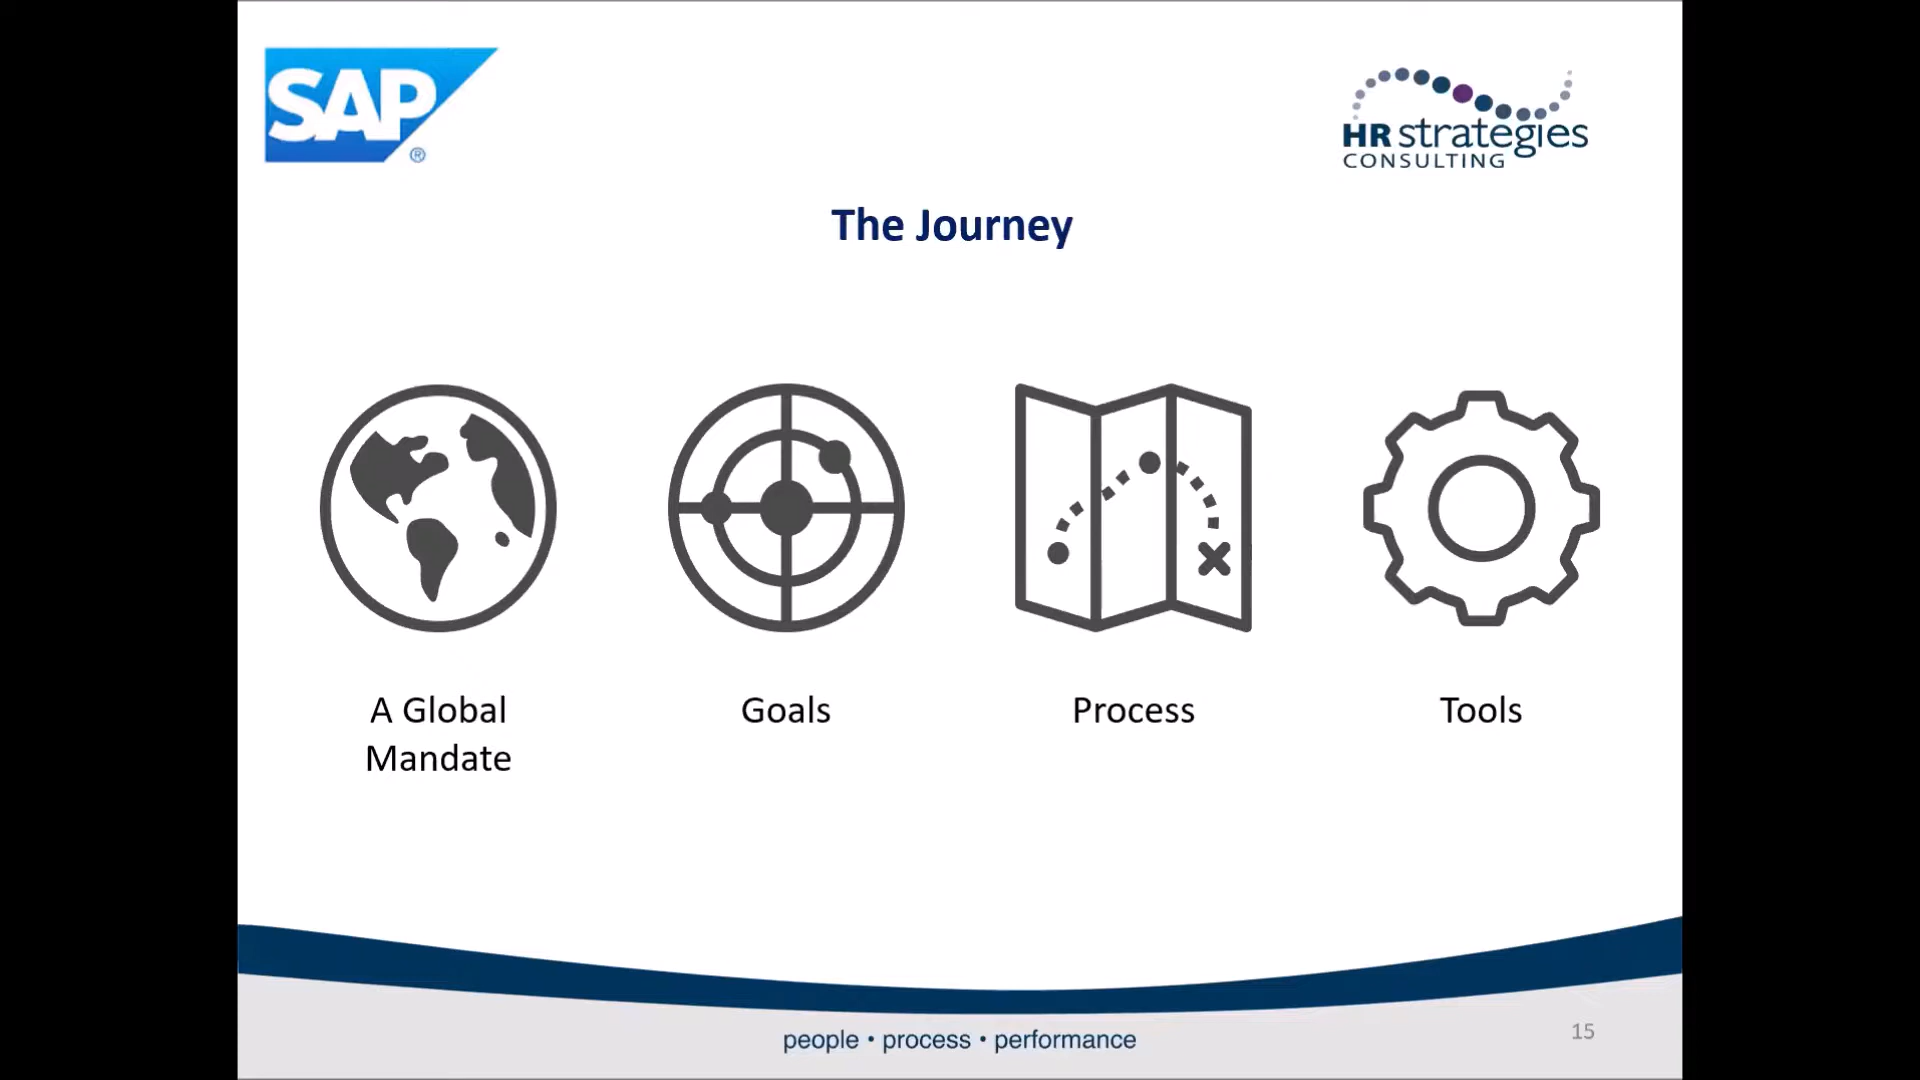 SAP
®
HR strategies
CONSULTING
The Journey
A Global
Mandate
Goals
Process
Tools
people • process • performance
15